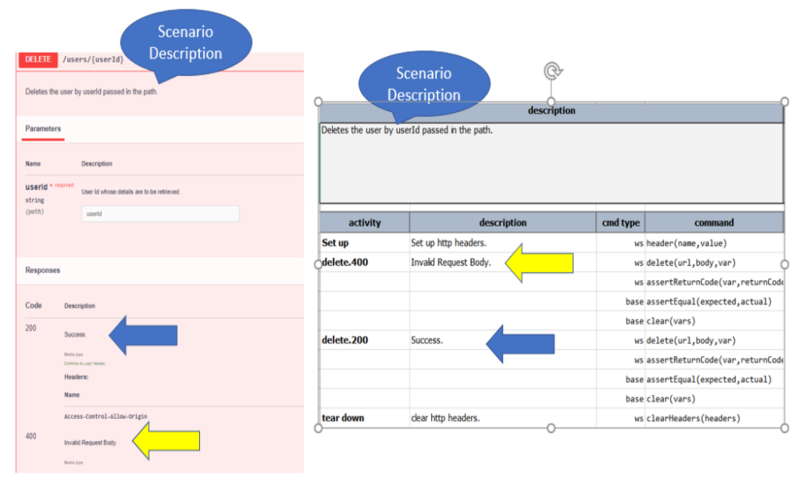 Scenario
Description
DELETE /users/{userId}
Deletes the user by userId passed in the path.
Parameters
Name Description
userId * required
string
(path)
User Id whose details are to be retrieved.
userId
Responses
Code Description
200
Success.
Media type
Controls Accept header
Headers:
Name
Access-Control-Allow-Origin
400
Invalid Request Body.
Media type
Scenario
Description
description
Deletes the user by userId passed in the path.
activity description cmd type command
Set up Set up http headers. ws header(name,value)
delete.400 Invalid Request Body. ws delete(url,body,var)
ws assertReturnCode(var,returnCode
base assertEqual(expected,actual)
base clear(vars)
delete.200 Success. ws delete(url,body,var)
ws assertReturnCode(var,returnCode
base assertEqual(expected,actual)
base clear(vars)
tear down clear http headers. ws clearHeaders(headers)